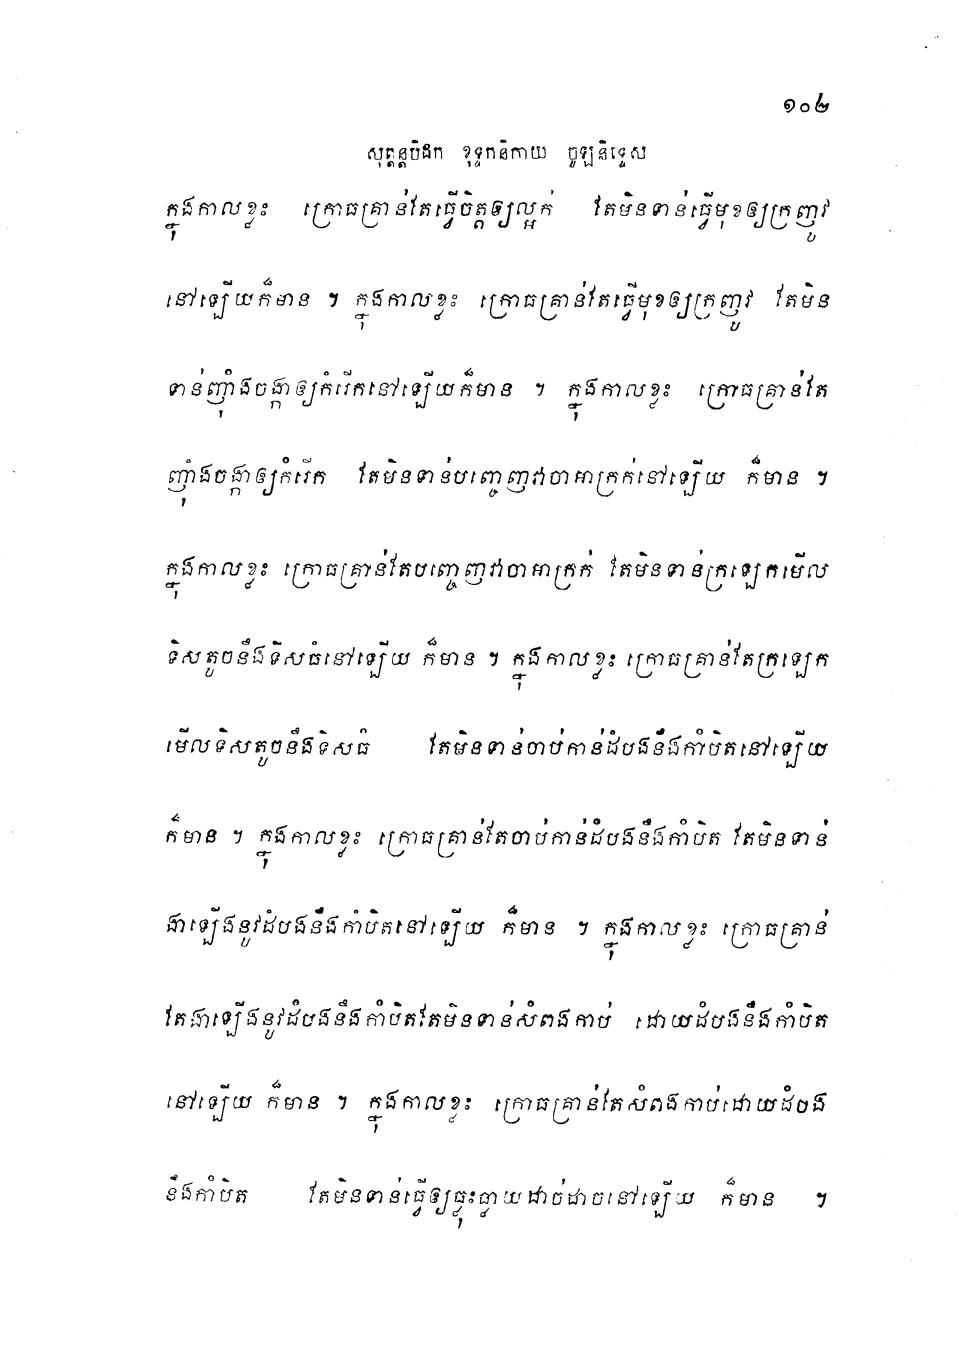 ១០២
សុត្តន្តបិដក ខុទ្ទកនិកាយ ចូឡនិទ្ទេស
ក្នុងកាលខ្លះ ក្រោធគ្រាន់តែធ្វើចិត្តឲ្យល្អក់ តែមិនទាន់ធ្វើមុខឲ្យក្រញូវ
នៅឡើយក៏មាន ។ ក្នុងកាលខ្លះ ក្រោធគ្រាន់តែធ្វើមុខឲ្យក្រញូវ តែមិន
ទាន់ញុំាងចង្កាឲ្យកំរើកនៅឡើយក៏មាន ។ ក្នុងកាលខ្លះ ក្រោធគ្រាន់តែ
ញុំាងចង្កាឲ្យកំរើក តែមិនទាន់បញ្ចេញវាចាអាក្រក់នៅឡើយ ក៏មាន ។
ក្នុងកាលខ្លះ ក្រោធគ្រាន់តែបញ្ចេញវាចាអាក្រក់ តែមិនទាន់ក្រឡេកមើល
ទិសតូចនឹងទិសធំនៅឡើយ ក៏មាន ។ ក្នុងកាលខ្លះ ក្រោធគ្រាន់តែក្រឡេក
មើលទិសតូចនឹងទិសធំ តែមិនទាន់ចាប់កាន់ដំបងនឹងកាំបិតនៅឡើយ
ក៏មាន ។ ក្នុងកាលខ្លះ ក្រោធគ្រាន់តែចាប់កាន់ដំបងនឹងកាំបិត តែមិនទាន់
ងាឡើងនូវដំបងនឹងកាំបិតនៅឡើយ ក៏មាន ។ ក្នុងកាលខ្លះ ក្រោធគ្រាន់
តែងាឡើងនូវដំបងនឹងកាំបិតតែមិនទាន់សំពងកាប់ ដោយដំបងនឹងកាំបិត
នៅឡើយ ក៏មាន ។ ក្នុងកាលខ្លះ ក្រោធគ្រាន់តែសំពងកាប់ដោយដំបង
នឹងកាំបិត តែមិនទាន់ធ្វើឲ្យធ្លុះធ្លាយដាច់ដាចនៅឡើយ ក៏មាន ។